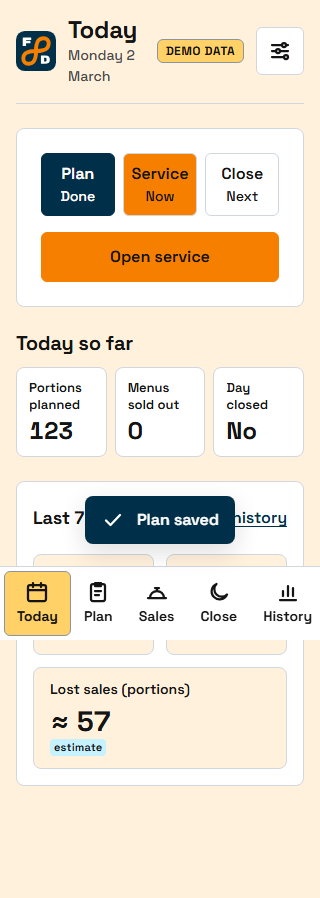 F
D
Today
Monday 2
March
DEMO DATA
Plan
Done
Service
Now
Close
Next
Open service
Today so far
Portions
planned
123
Menus
sold out
0
Day
closed
No
Last 7
history
Plan saved
Today
Plan
Sales
Close
History
Lost sales (portions)
≈ 57
estimate